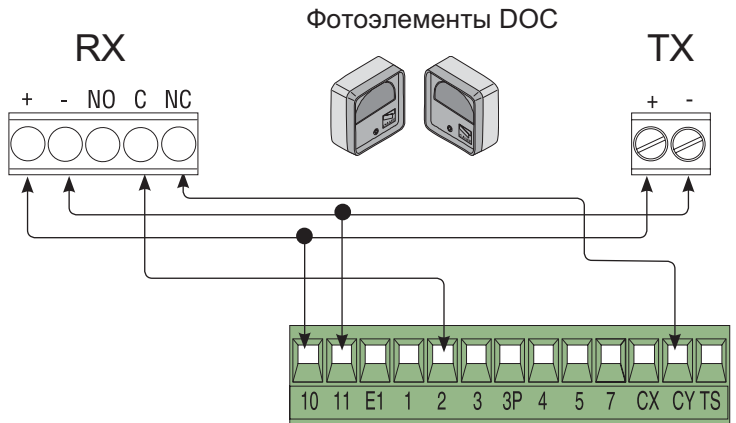 Фотоэлементы DOC
RX
TX
+ - NO C NC
+ -
10 11 E1 1 2 3 3P 4 5 7 CX CY TS